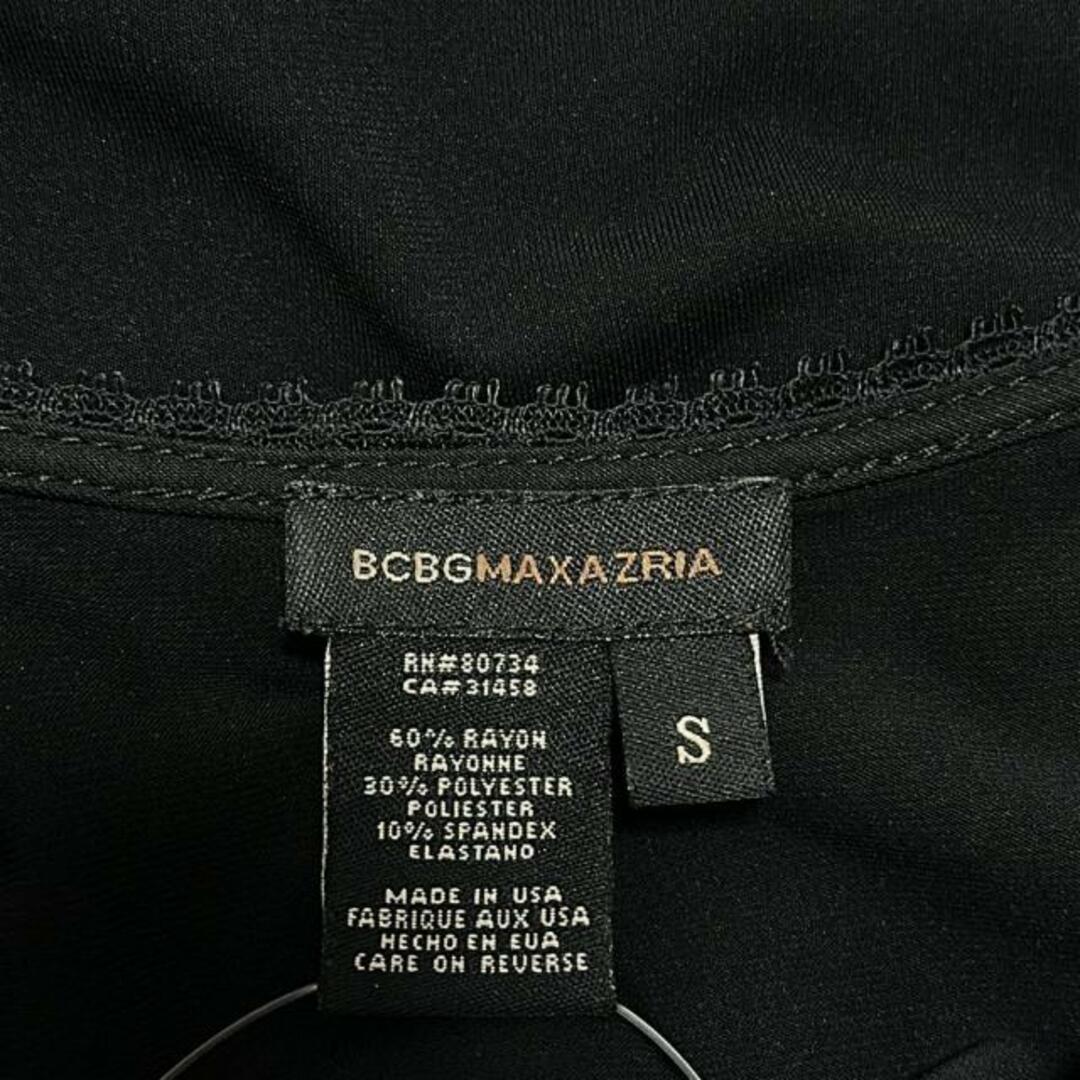 BCBGMAXAZRIA
RN#80734
CA#31458
60% RAYON
RAYONNE
30% POLYESTER
POLIESTER
10% SPANDEX
ELASTANO
MADE IN USA
FABRIQUE AUX USA
HECHO EN EUA
CARE ON REVERSE
S